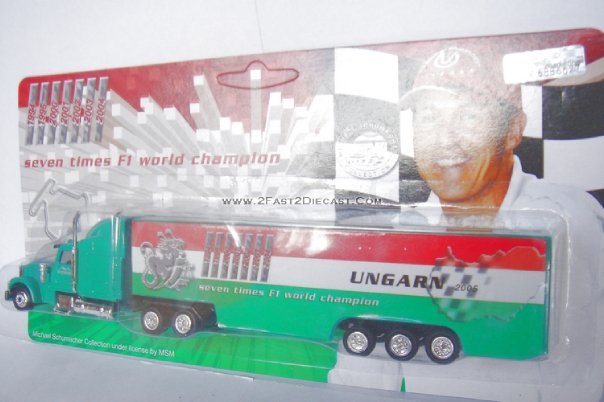 1994
1995
2000
2001
2002
2003
2004
seven times F1 world champion
www.2Fast2Diecast.Com
UNGARN 2006
seven times F1 world champion
Michael Schumacher Collection under license by MSM